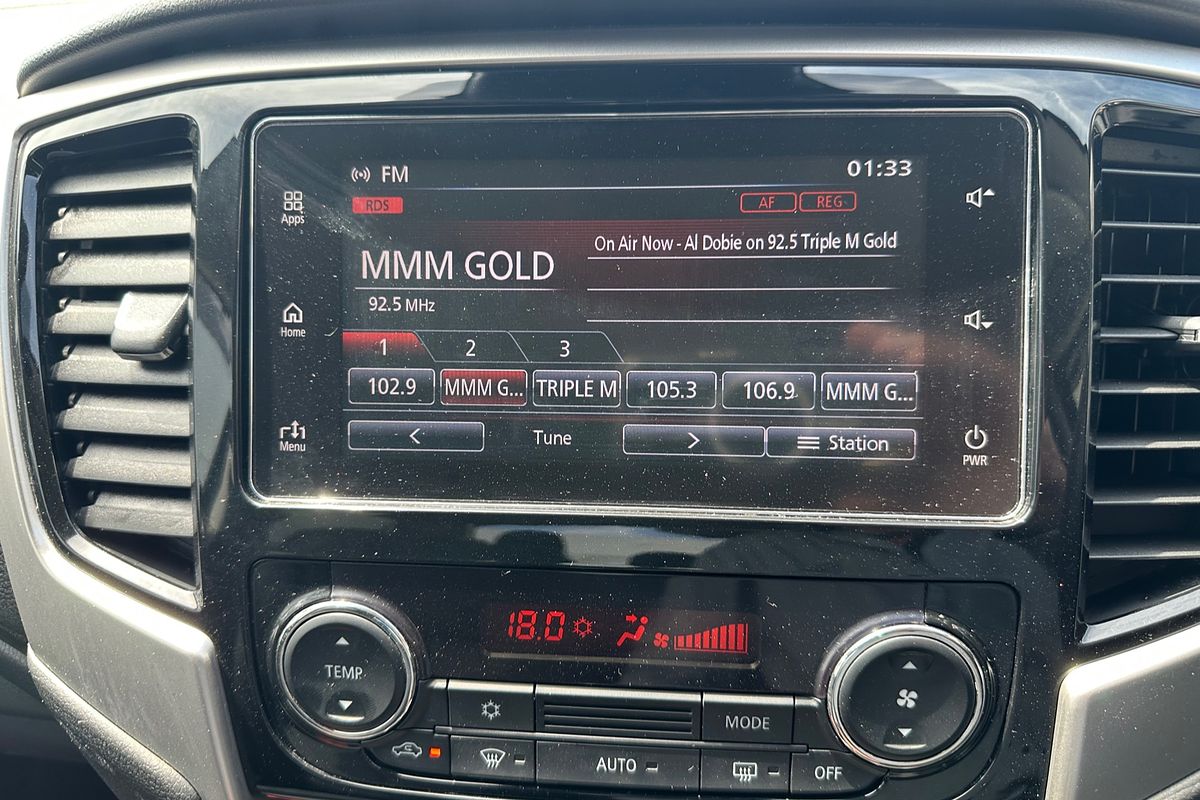 FM 01:33
RDS AF REG
Apps
On Air Now - Al Dobie on 92.5 Triple M Gold
MMM GOLD
92.5 MHz
Home
1 2 3
102.9 MMM G... TRIPLE M 105.3 106.9 MMM G...
Menu
< Tune > Station
PWR
18.0
TEMP
MODE
AUTO
OFF